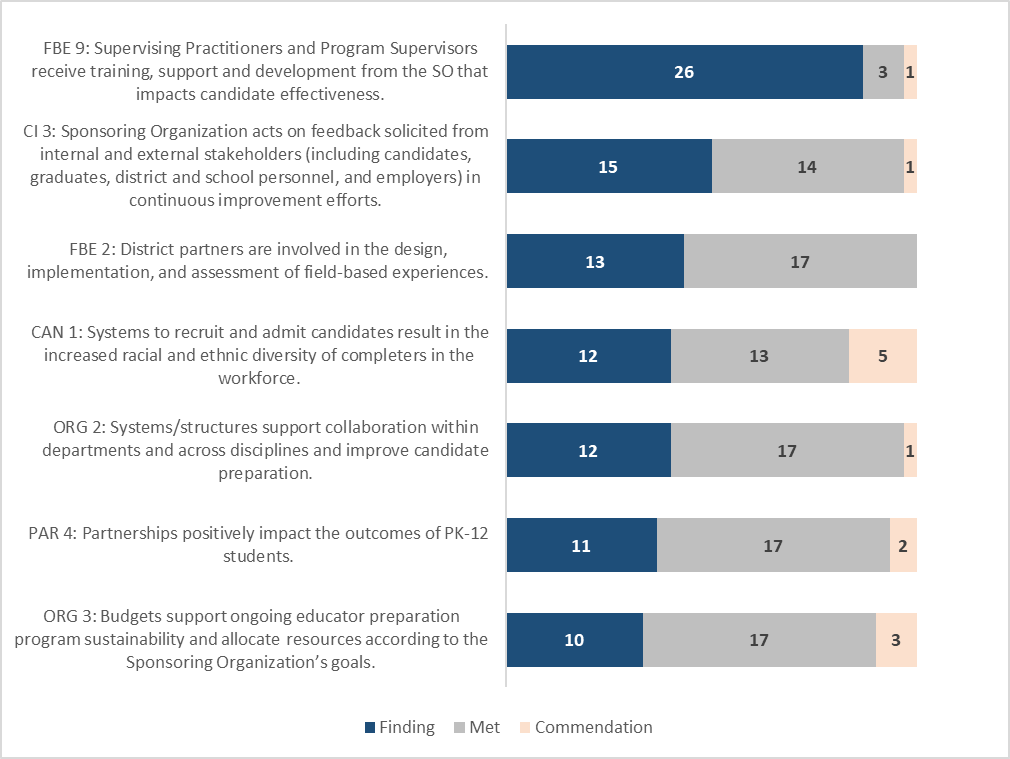 FBE 9: Supervising Practitioners and Program Supervisors
receive training, support and development from the SO that
impacts candidate effectiveness.
26 3 1
CI 3: Sponsoring Organization acts on feedback solicited from
internal and external stakeholders (including candidates,
graduates, district and school personnel, and employers) in
continuous improvement efforts.
15 14 1
FBE 2: District partners are involved in the design,
implementation, and assessment of field-based experiences.
13 17
CAN 1: Systems to recruit and admit candidates result in the
increased racial and ethnic diversity of completers in the
workforce.
12 13 5
ORG 2: Systems/structures support collaboration within
departments and across disciplines and improve candidate
preparation.
12 17 1
PAR 4: Partnerships positively impact the outcomes of PK-12
students.
11 17 2
ORG 3: Budgets support ongoing educator preparation
program sustainability and allocate resources according to the
Sponsoring Organization’s goals.
10 17 3
Finding Met Commendation